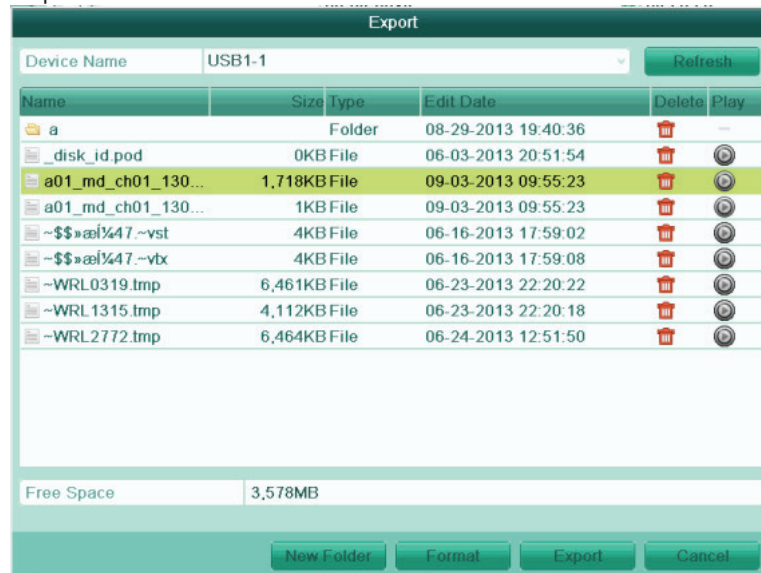 Export
Device Name USB1-1 Refresh
Name Size Type Edit Date Delete Play
a Folder 08-29-2013 19:40:36 —
_disk_id.pod 0KB File 06-03-2013 20:51:54
a01_md_ch01_130... 1,718KB File 09-03-2013 09:55:23
a01_md_ch01_130... 1KB File 09-03-2013 09:55:23
~$$»æÍ¼47.~vst 4KB File 06-16-2013 17:59:02
~$$»æÍ¼47.~vtx 4KB File 06-16-2013 17:59:08
~WRL0319.tmp 6,461KB File 06-23-2013 22:20:22
~WRL1315.tmp 4,112KB File 06-23-2013 22:20:18
~WRL2772.tmp 6,464KB File 06-24-2013 12:51:50
Free Space 3,578MB
New Folder Format Export Cancel